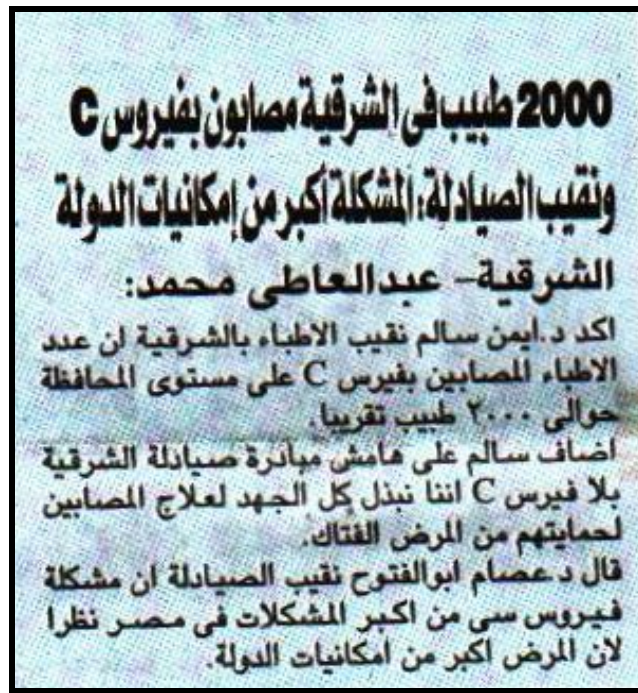 2000 طبيب فى الشرقية مصابون بفيروس C
ونقيب الصيادلة: المشكلة أكبر من إمكانيات الدولة
الشرقية- عبدالعاطى محمد:
اكد د.ايمن سالم نقيب الاطباء بالشرقية ان عدد
الاطباء المصابين بفيرس C على مستوى المحافظة
حوالى ٢٠٠٠ طبيب تقريبا.
اضاف سالم على هامش مبادرة صيادلة الشرقية
بلا فيرس C اننا نبذل كل الجهد لعلاج المصابين
لحمايتهم من المرض الفتاك.
قال د.عصام ابوالفتوح نقيب الصيادلة ان مشكلة
فيروس سى من اكبر المشكلات فى مصر نظرا
لان المرض اكبر من امكانيات الدولة.